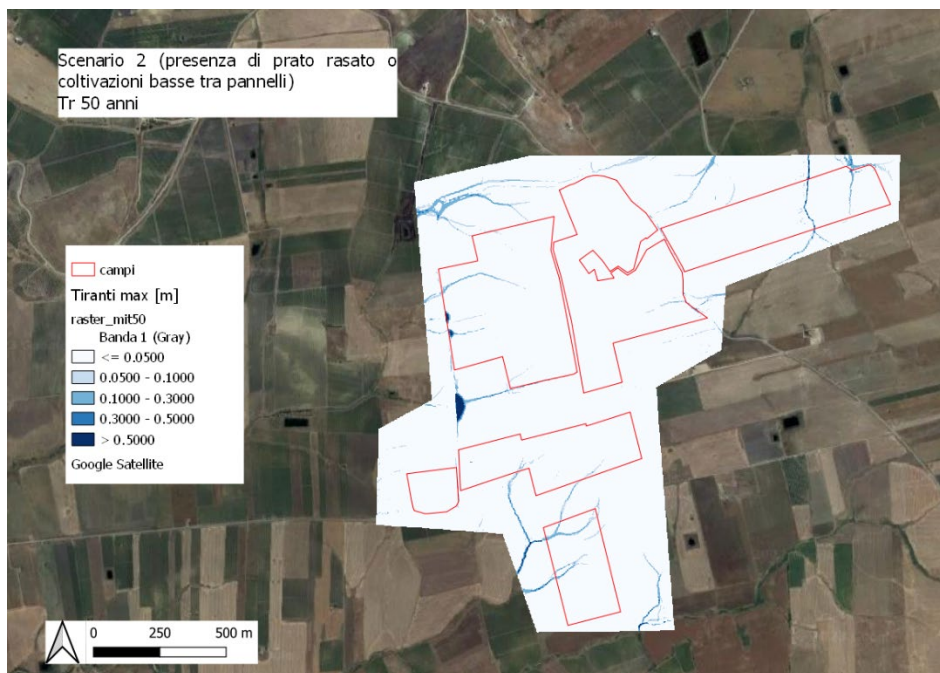 Scenario 2 (presenza di prato rasato o
coltivazioni basse tra pannelli)
Tr 50 anni
campi
Tiranti max [m]
raster_mit50
Banda 1 (Gray)
<= 0.0500
0.0500 - 0.1000
0.1000 - 0.3000
0.3000 - 0.5000
> 0.5000
Google Satellite
0 250 500 m